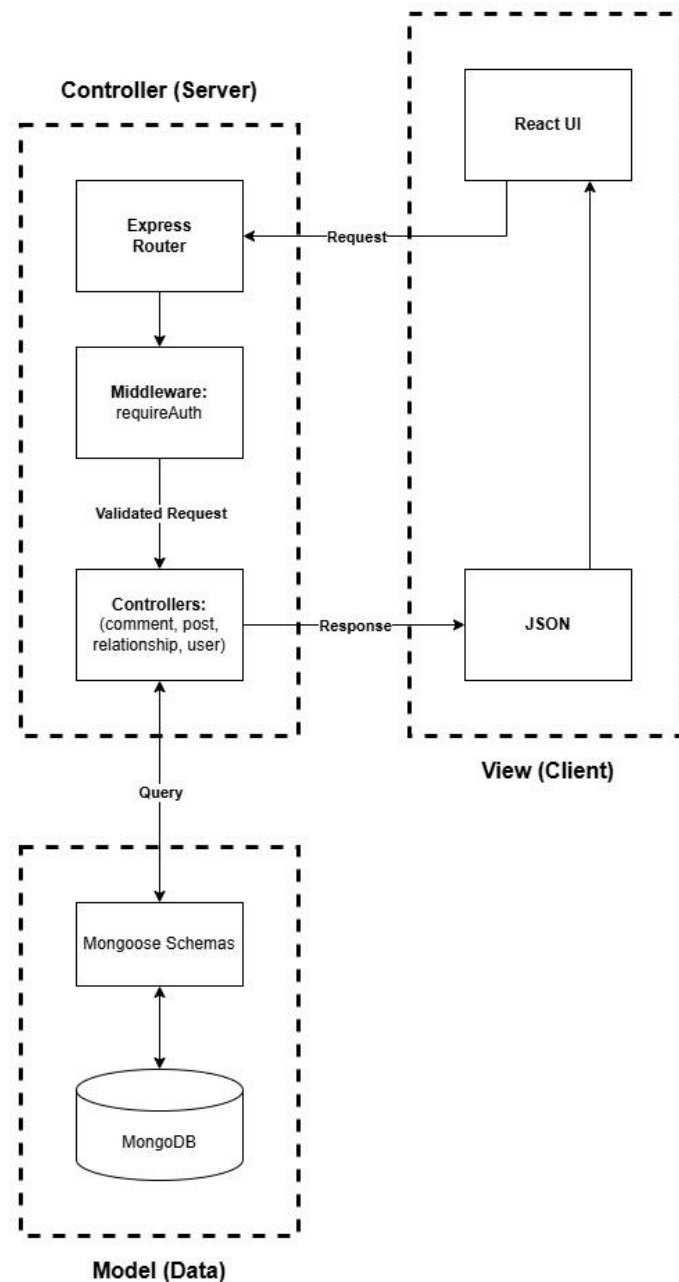 Controller (Server)
React UI
Express
Router
Request
Middleware:
requireAuth
Validated Request
Controllers:
(comment, post,
relationship, user)
Response
JSON
View (Client)
Query
Mongoose Schemas
MongoDB
Model (Data)